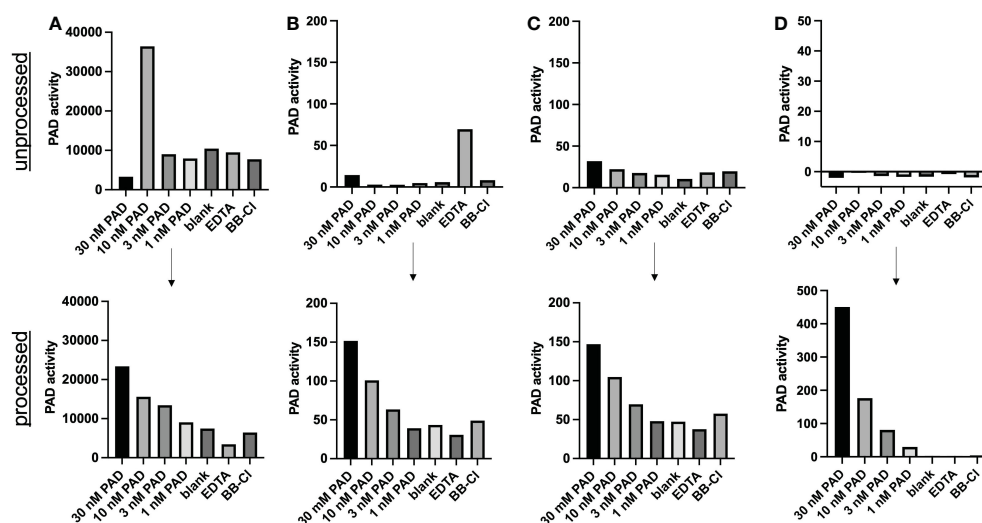 A
B
C
D
unprocessed
PAD activity
40000
30000
20000
10000
0
30 nM PAD
10 nM PAD
3 nM PAD
1 nM PAD
blank
EDTA
BB-Cl
PAD activity
200
150
100
50
0
30 nM PAD
10 nM PAD
3 nM PAD
1 nM PAD
blank
EDTA
BB-Cl
PAD activity
200
150
100
50
0
30 nM PAD
10 nM PAD
3 nM PAD
1 nM PAD
blank
EDTA
BB-Cl
PAD activity
50
40
30
20
10
0
-5
30 nM PAD
10 nM PAD
3 nM PAD
1 nM PAD
blank
EDTA
BB-Cl
processed
PAD activity
40000
30000
20000
10000
0
30 nM PAD
10 nM PAD
3 nM PAD
1 nM PAD
blank
EDTA
BB-Cl
PAD activity
200
150
100
50
0
30 nM PAD
10 nM PAD
3 nM PAD
1 nM PAD
blank
EDTA
BB-Cl
PAD activity
200
150
100
50
0
30 nM PAD
10 nM PAD
3 nM PAD
1 nM PAD
blank
EDTA
BB-Cl
PAD activity
500
400
300
200
100
0
30 nM PAD
10 nM PAD
3 nM PAD
1 nM PAD
blank
EDTA
BB-Cl